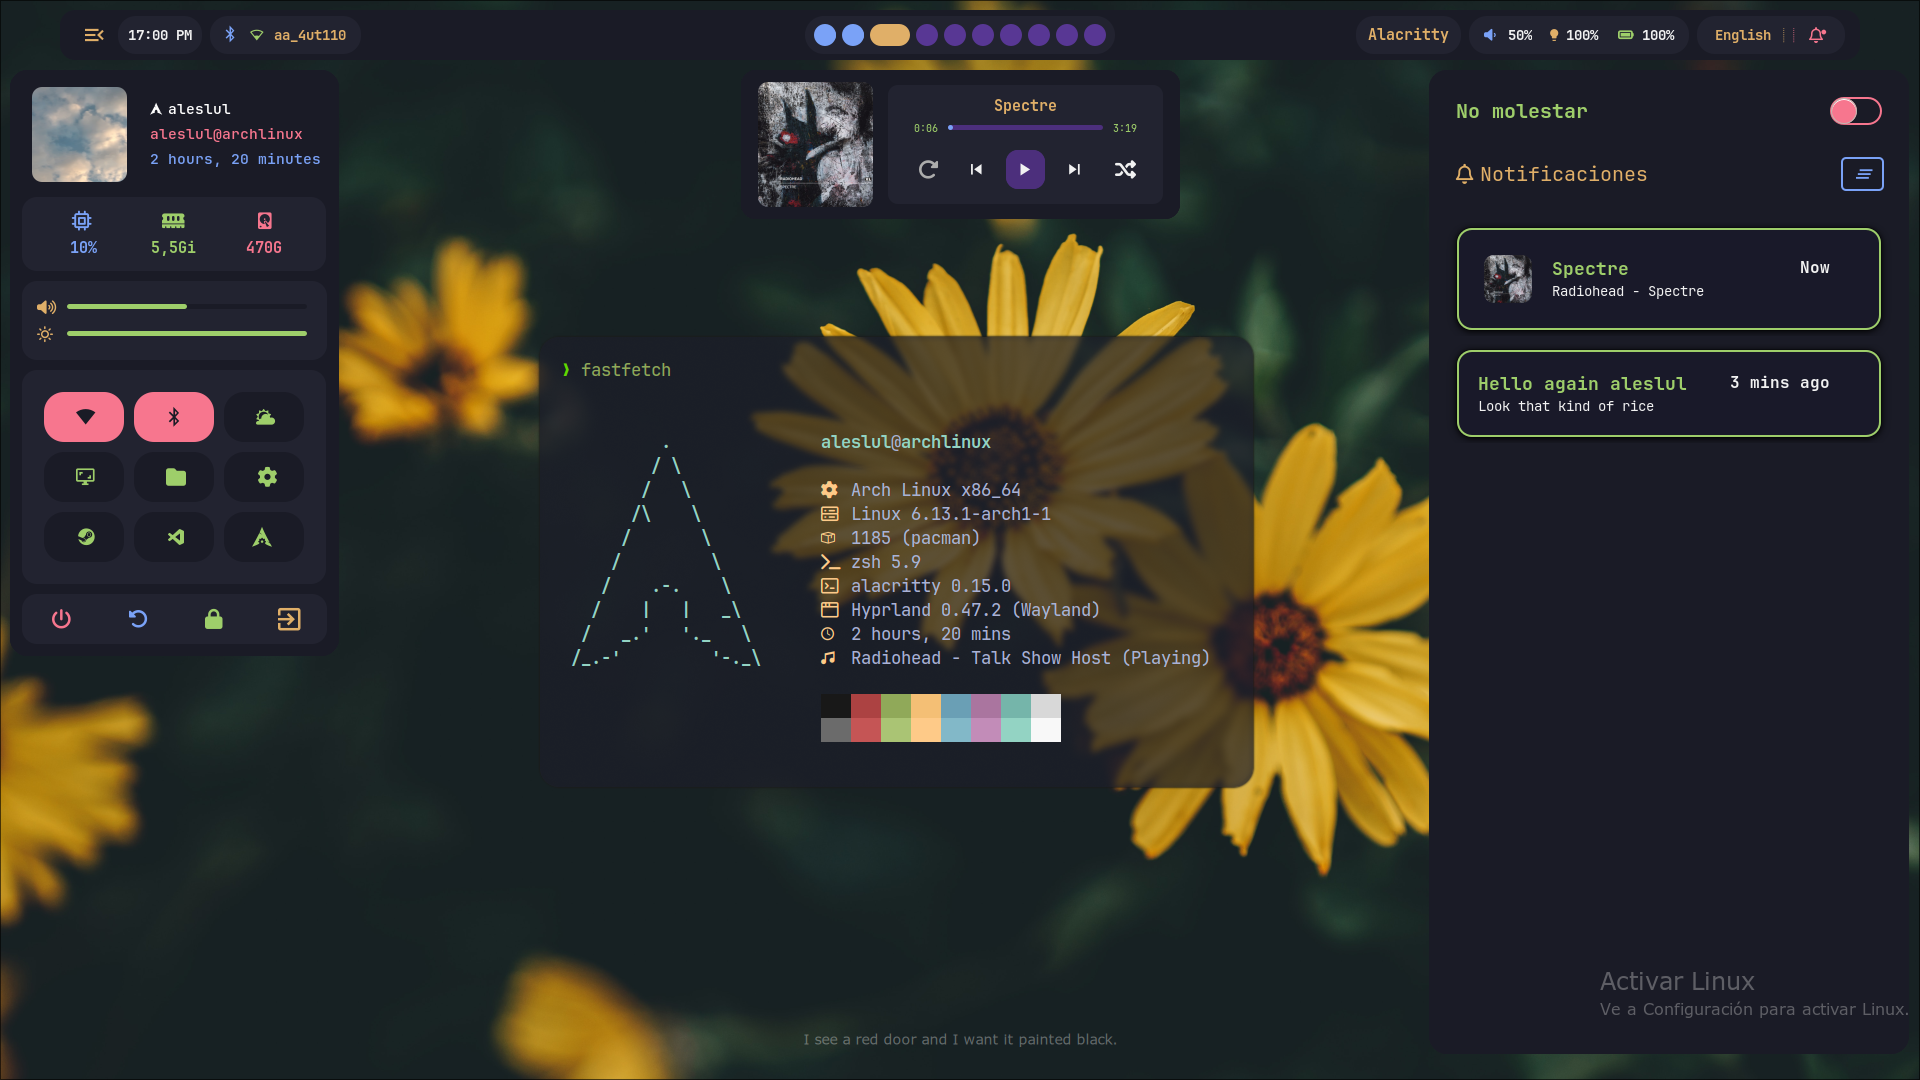 17:00 PM
aa_4ut110
Alacritty
50%
100%
100%
English
aleslul
aleslul@archlinux
2 hours, 20 minutes
10%
5,5Gi
470G
RADIOHEAD
SPECTRE
Spectre
0:06
3:19
No molestar
Notificaciones
Spectre
Now
Radiohead - Spectre
Hello again aleslul
3 mins ago
Look that kind of rice
❱ fastfetch
aleslul@archlinux
Arch Linux x86_64
Linux 6.13.1-arch1-1
1185 (pacman)
zsh 5.9
alacritty 0.15.0
Hyprland 0.47.2 (Wayland)
2 hours, 20 mins
Radiohead - Talk Show Host (Playing)
Activar Linux
Ve a Configuración para activar Linux.
I see a red door and I want it painted black.